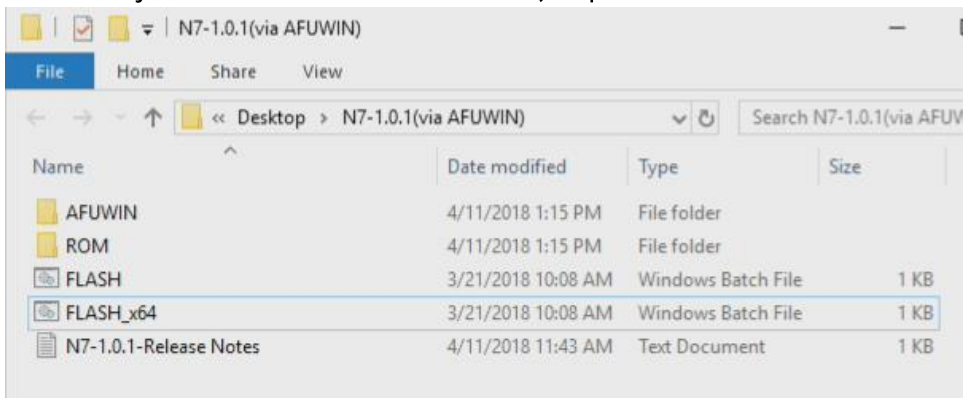 N7-1.0.1(via AFUWIN)
File Home Share View
« Desktop › N7-1.0.1(via AFUWIN) Search N7-1.0.1(via
Name Date modified Type Size
AFUWIN 4/11/2018 1:15 PM File folder
ROM 4/11/2018 1:15 PM File folder
FLASH 3/21/2018 10:08 AM Windows Batch File 1 KB
FLASH_x64 3/21/2018 10:08 AM Windows Batch File 1 KB
N7-1.0.1-Release Notes 4/11/2018 11:43 AM Text Document 1 KB